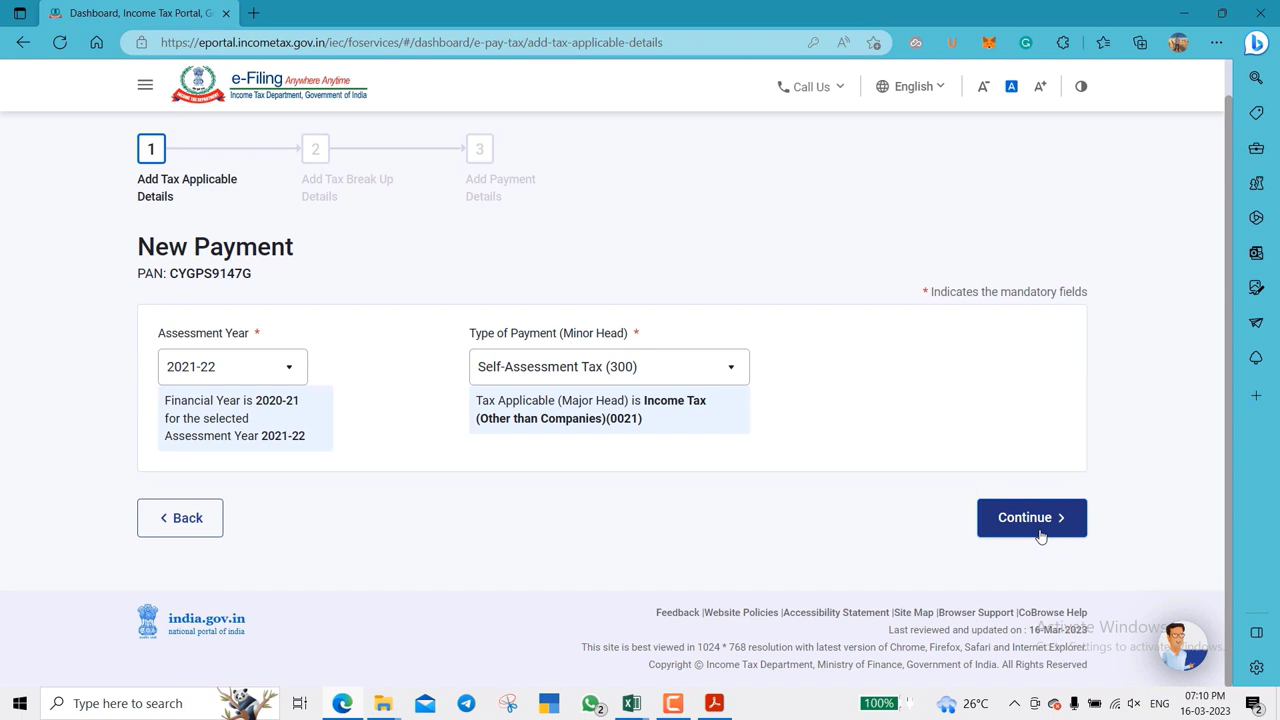 Dashboard, Income Tax Portal, G
https://eportal.incometax.gov.in/iec/foservices/#/dashboard/e-pay-tax/add-tax-applicable-details
e-Filing Anywhere Anytime
Income Tax Department, Government of India
Call Us
English
A-
A
A+
1
2
3
Add Tax Applicable
Details
Add Tax Break Up
Details
Add Payment
Details
New Payment
PAN: CYGPS9147G
* Indicates the mandatory fields
Assessment Year *
Type of Payment (Minor Head) *
2021-22
Self-Assessment Tax (300)
Financial Year is 2020-21
for the selected
Assessment Year 2021-22
Tax Applicable (Major Head) is Income Tax
(Other than Companies)(0021)
Back
Continue
india.gov.in
national portal of india
Feedback |Website Policies |Accessibility Statement |Site Map |Browser Support |CoBrowse Help
Last reviewed and updated on : 16-Mar-2023
This site is best viewed in 1024 * 768 resolution with latest version of Chrome, Firefox, Safari and Internet Explorer.
Copyright © Income Tax Department, Ministry of Finance, Government of India. All Rights Reserved
Activate Windows
Settings to activate Windows.
Type here to search
2
100%
26°C
ENG
07:10 PM
16-03-2023
2